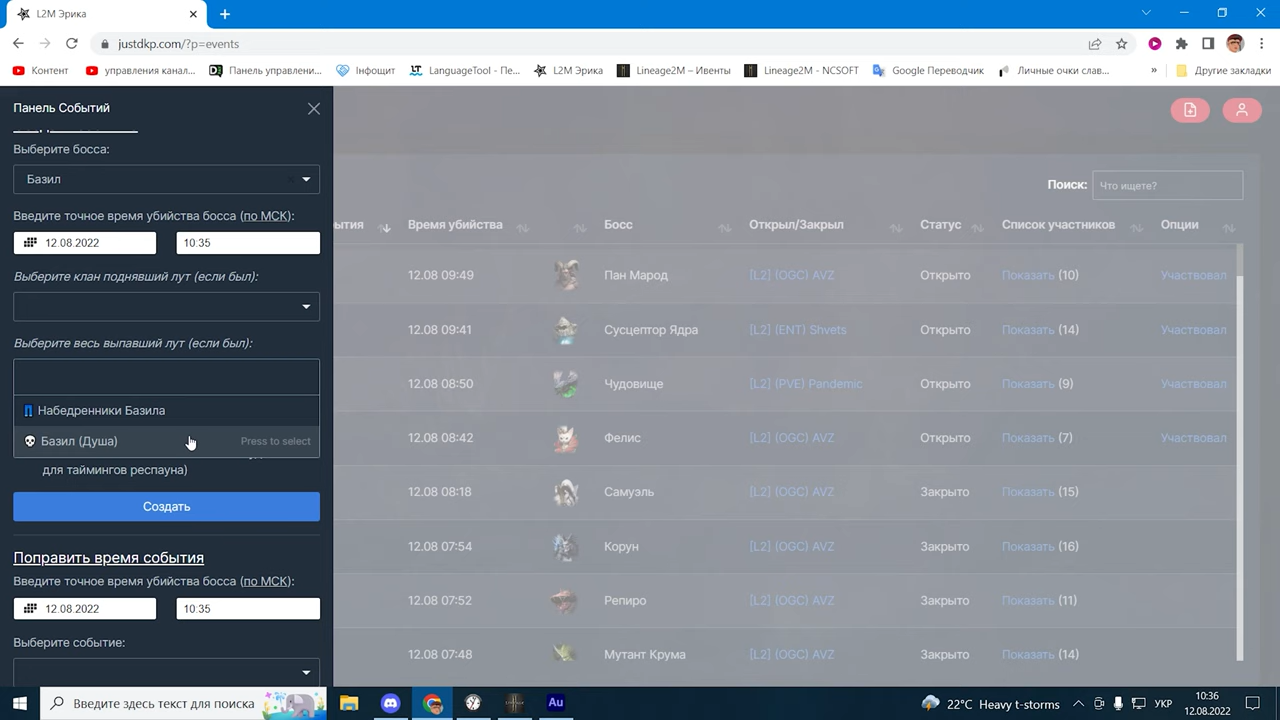 L2M Эрика
justdkp.com/?p=events
Контент
управления канал...
Панель управлени...
Інфощит
LanguageTool - Пе...
L2M Эрика
Lineage2M – Ивенты
Lineage2M - NCSOFT
Google Переводчик
Личные очки слав...
»
Другие закладки
Панель Событий
Выберите босса:
Базил
Введите точное время убийства босса (по МСК):
12.08.2022
10:35
Выберите клан поднявший лут (если был):
Выберите весь выпавший лут (если был):
Набедренники Базила
Базил (Душа)
Press to select
для таймингов респауна)
Создать
Поправить время события
Введите точное время убийства босса (по МСК):
12.08.2022
10:35
Выберите событие:
Поиск:
Что ищете?
бытия
Время убийства
Босс
Открыл/Закрыл
Статус
Список участников
Опции
12.08 09:49 Пан Марод [L2] (OGC) AVZ Открыто Показать (10) Участвовал
12.08 09:41 Сусцептор Ядра [L2] (ENT) Shvets Открыто Показать (14) Участвовал
12.08 08:50 Чудовище [L2] (PVE) Pandemic Открыто Показать (9) Участвовал
12.08 08:42 Фелис [L2] (OGC) AVZ Открыто Показать (7) Участвовал
12.08 08:18 Самуэль [L2] (OGC) AVZ Закрыто Показать (15)
12.08 07:54 Корун [L2] (OGC) AVZ Закрыто Показать (16)
12.08 07:52 Репиро [L2] (OGC) AVZ Закрыто Показать (11)
12.08 07:48 Мутант Крума [L2] (OGC) AVZ Закрыто Показать (14)
Введите здесь текст для поиска
Au
22°C Heavy t-storms
УКР
10:36
12.08.2022